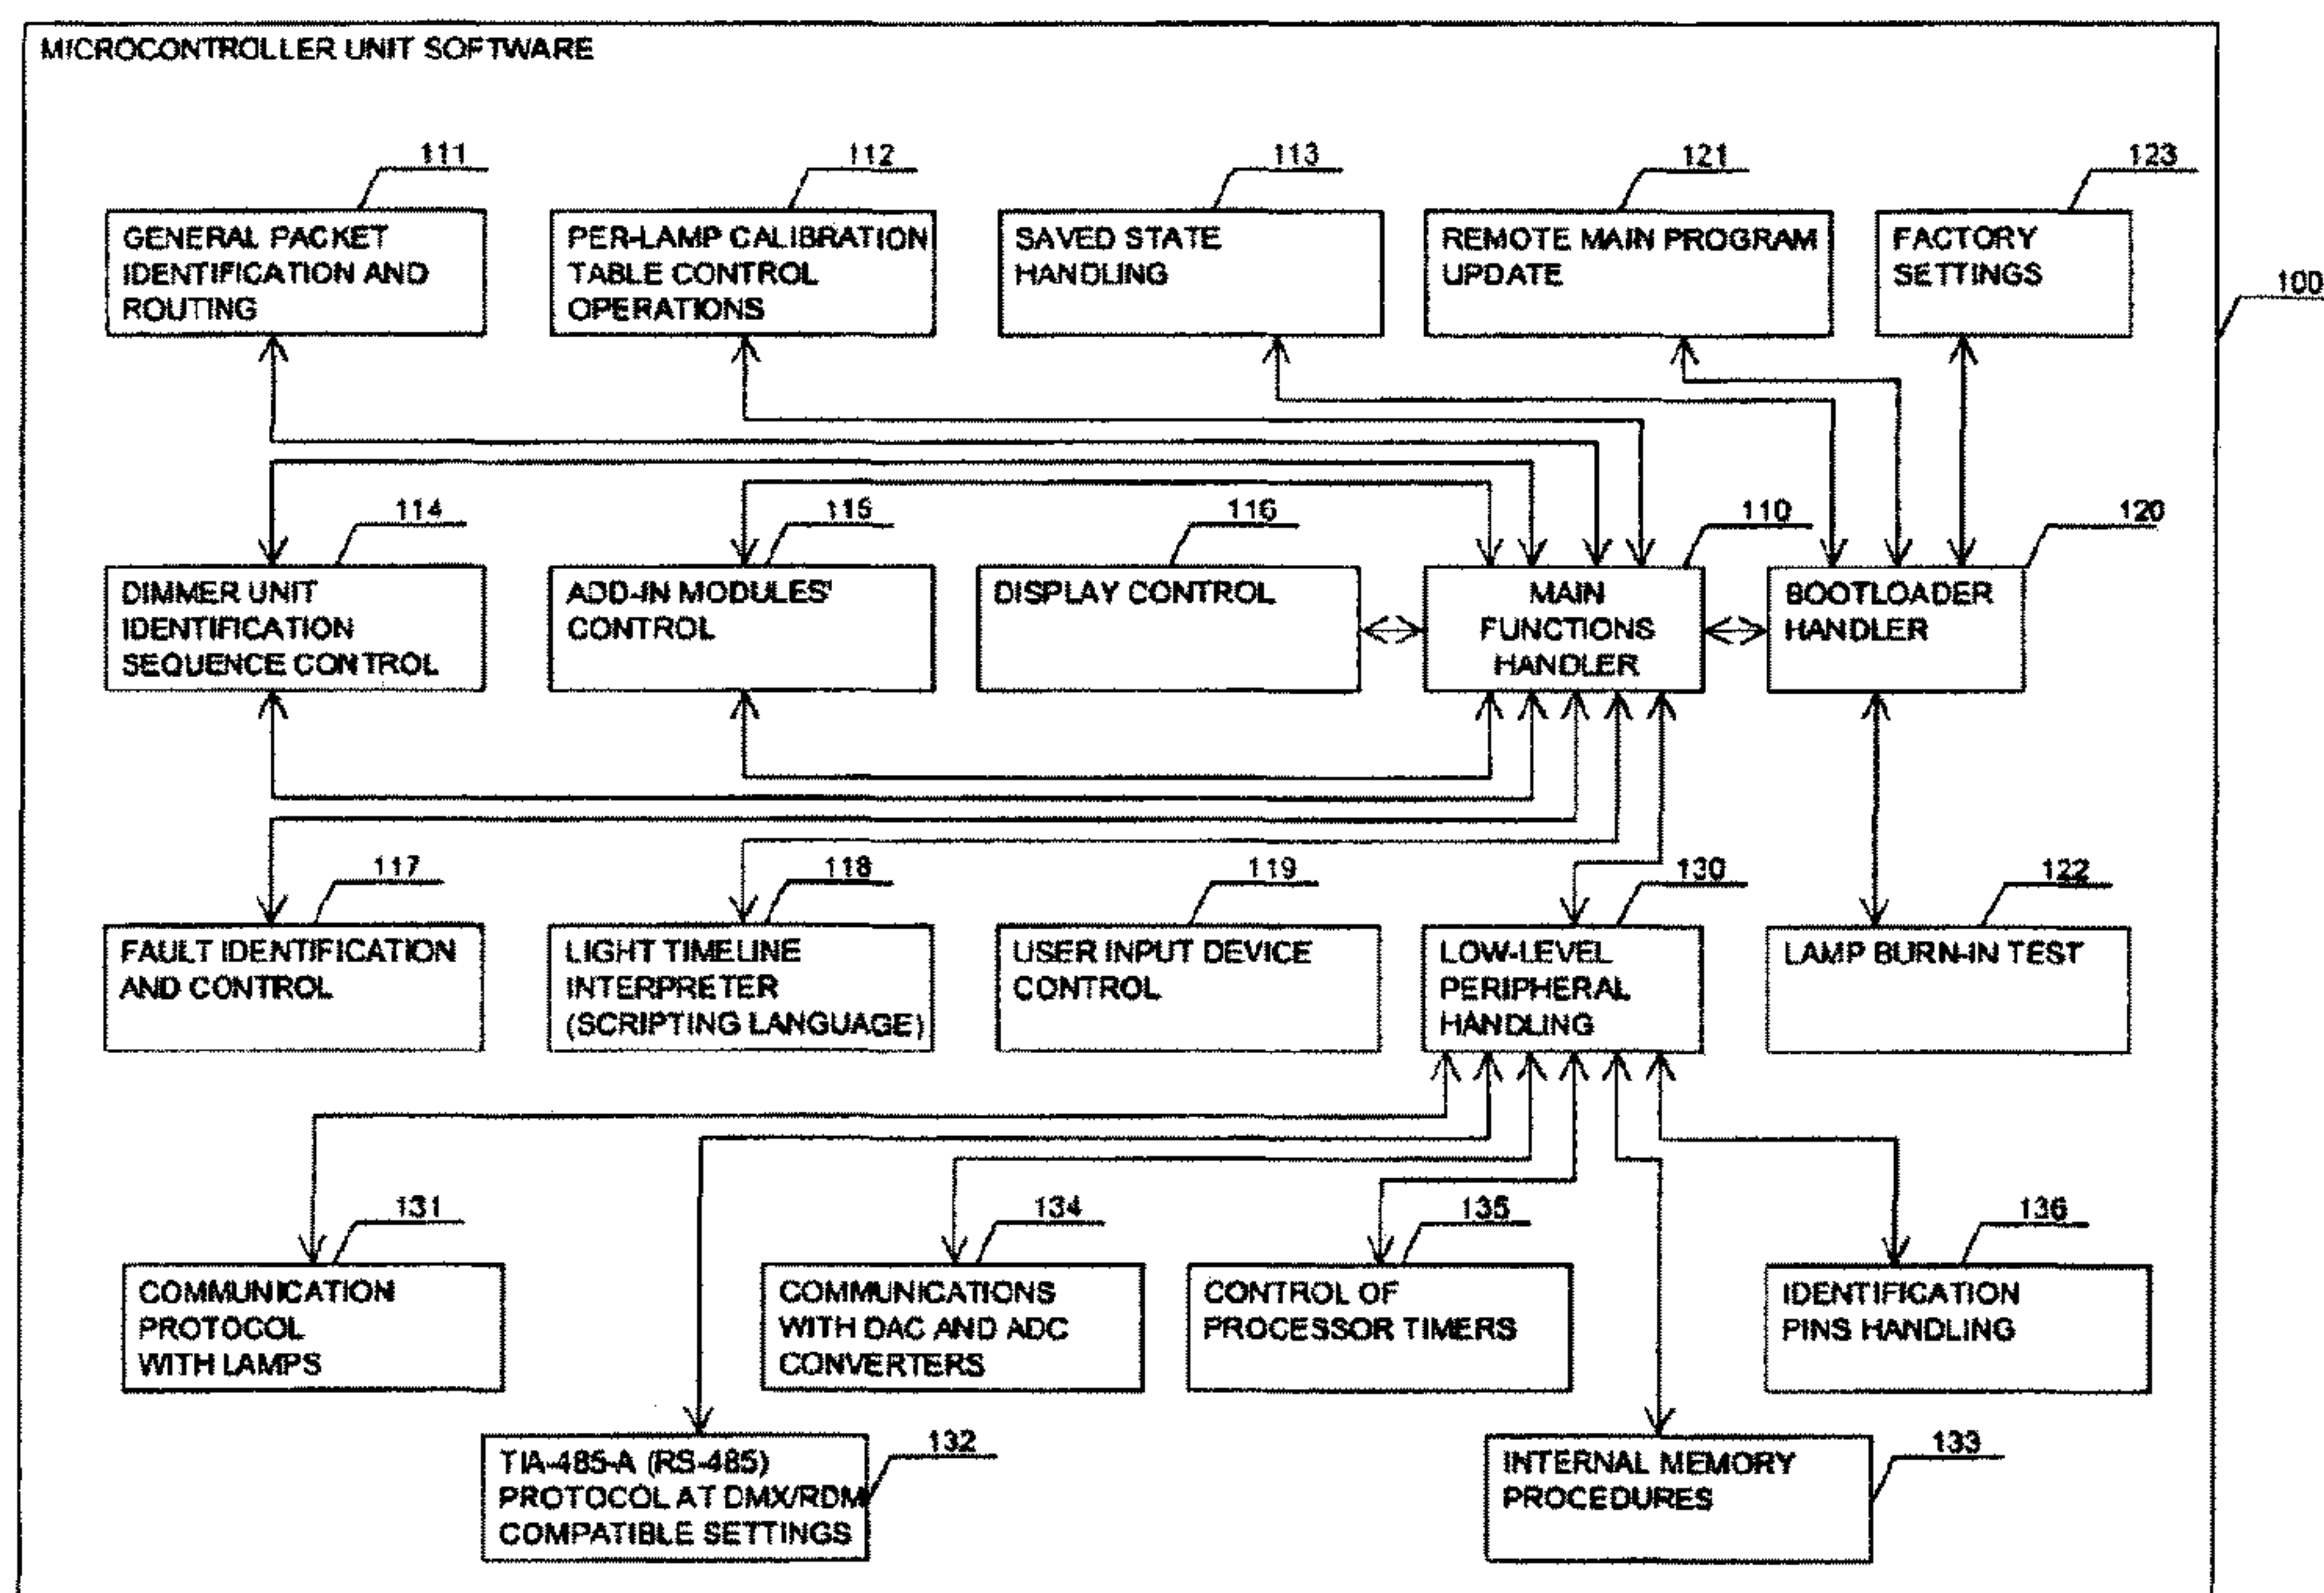 MICROCONTROLLER UNIT SOFTWARE
111
112
113
121
123
GENERAL PACKET
IDENTIFICATION AND
ROUTING
PER-LAMP CALIBRATION
TABLE CONTROL
OPERATIONS
SAVED STATE
HANDLING
REMOTE MAIN PROGRAM
UPDATE
FACTORY
SETTINGS
100
114
115
116
110
120
DIMMER UNIT
IDENTIFICATION
SEQUENCE CONTROL
ADD-IN MODULES'
CONTROL
DISPLAY CONTROL
MAIN
FUNCTIONS
HANDLER
BOOTLOADER
HANDLER
117
118
119
130
122
FAULT IDENTIFICATION
AND CONTROL
LIGHT TIMELINE
INTERPRETER
(SCRIPTING LANGUAGE)
USER INPUT DEVICE
CONTROL
LOW-LEVEL
PERIPHERAL
HANDLING
LAMP BURN-IN TEST
131
134
135
136
COMMUNICATION
PROTOCOL
WITH LAMPS
COMMUNICATIONS
WITH DAC AND ADC
CONVERTERS
CONTROL OF
PROCESSOR TIMERS
IDENTIFICATION
PINS HANDLING
132
133
TIA-485-A (RS-485)
PROTOCOL AT DMX/RDM
COMPATIBLE SETTINGS
INTERNAL MEMORY
PROCEDURES